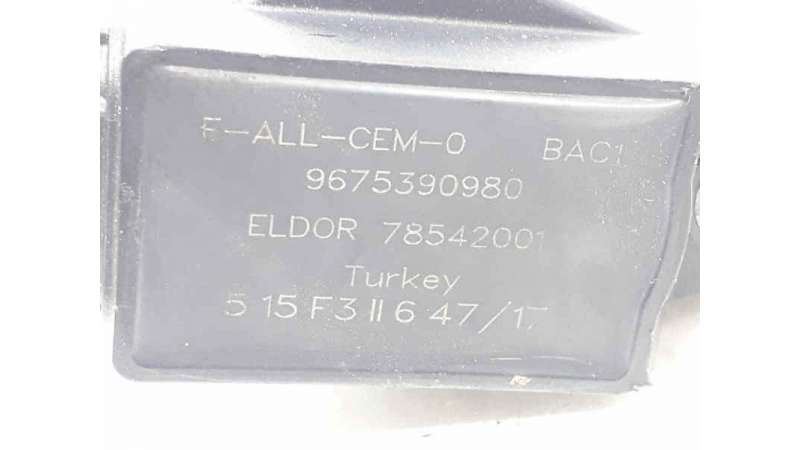 E-ALL-CEM-0 BAC1
9675390980
ELDOR 78542001
Turkey
5 15 F3 II 6 47/17